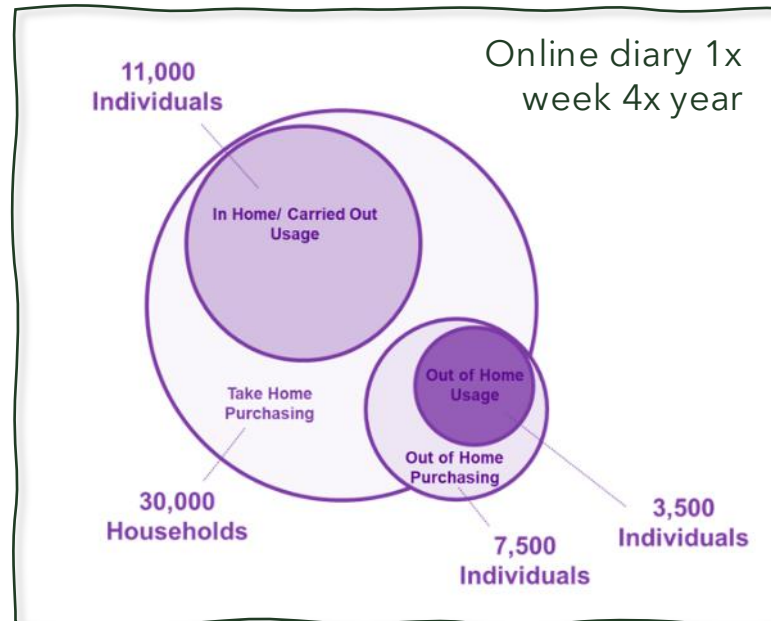 Online diary 1x
week 4x year
11,000
Individuals
In Home/ Carried Out
Usage
Take Home
Purchasing
Out of Home
Usage
Out of Home
Purchasing
30,000
Households
7,500
Individuals
3,500
Individuals